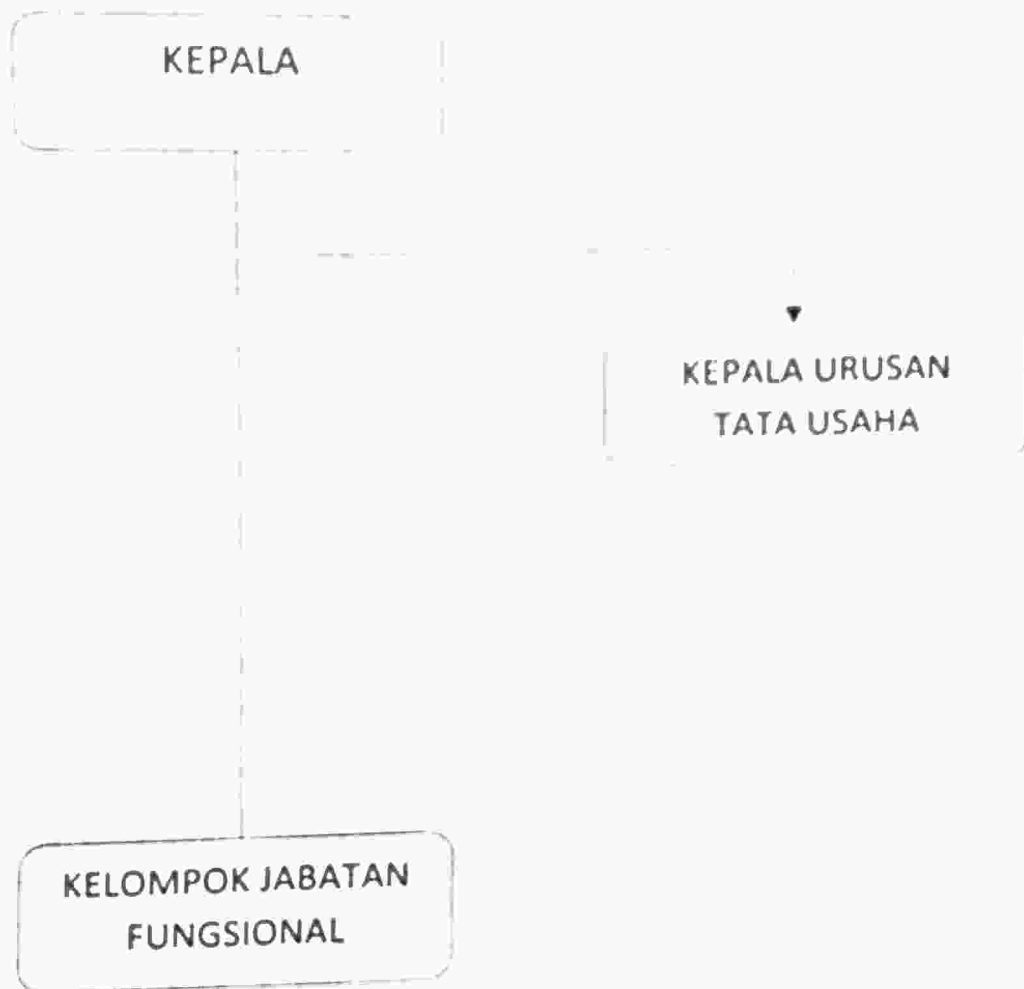 KEPALA
KEPALA URUSAN
TATA USAHA
KELOMPOK JABATAN
FUNGSIONAL